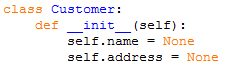 class Customer:
    def __init__(self):
        self.name = None
        self.address = None